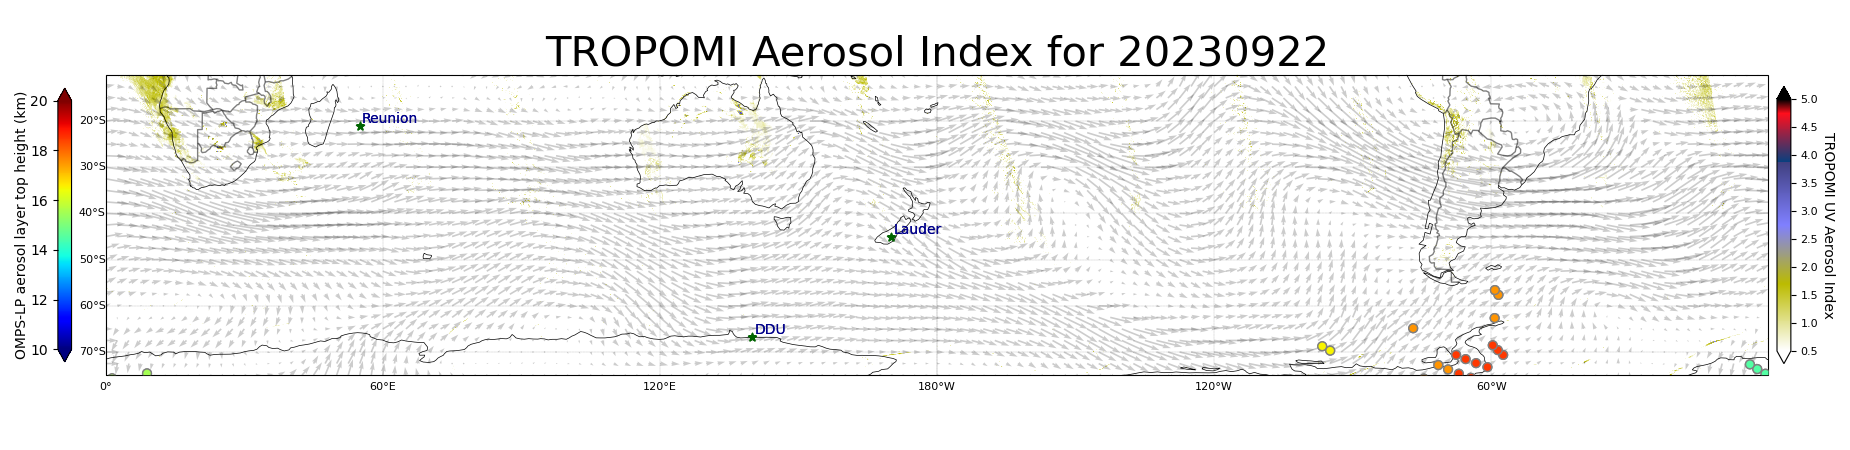 TROPOMI Aerosol Index for 20230922
OMPS-LP aerosol layer top height (km)
20
18
16
14
12
10
20°S
30°S
40°S
50°S
60°S
70°S
Reunion
Lauder
DDU
0°
60°E
120°E
180°W
120°W
60°W
5.0
4.5
4.0
3.5
3.0
2.5
2.0
1.5
1.0
0.5
TROPOMI UV Aerosol Index